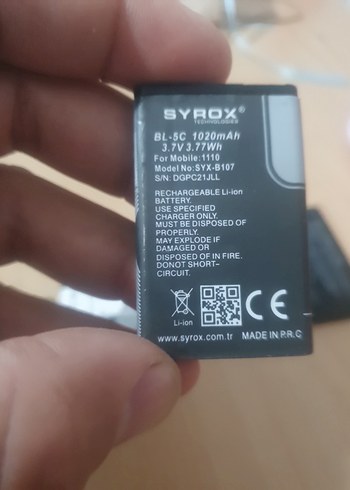 SYROX®
TECHNOLOGIES
BL-5C 1020mAh
3.7V 3.77Wh
For Mobile:1110
Model No:SYX-B107
S/N: DGPC21JLL
RECHARGEABLE Li-ion
BATTERY.
USE SPECIFIED
CHARGER ONLY.
MUST BE DISPOSED OF
PROPERLY.
MAY EXPLODE IF
DAMAGED OR
DISPOSED OF IN FIRE.
DONOT SHORT-
CIRCUIT.
Li-ion
CE
www.syrox.com.tr MADE IN P.R.C